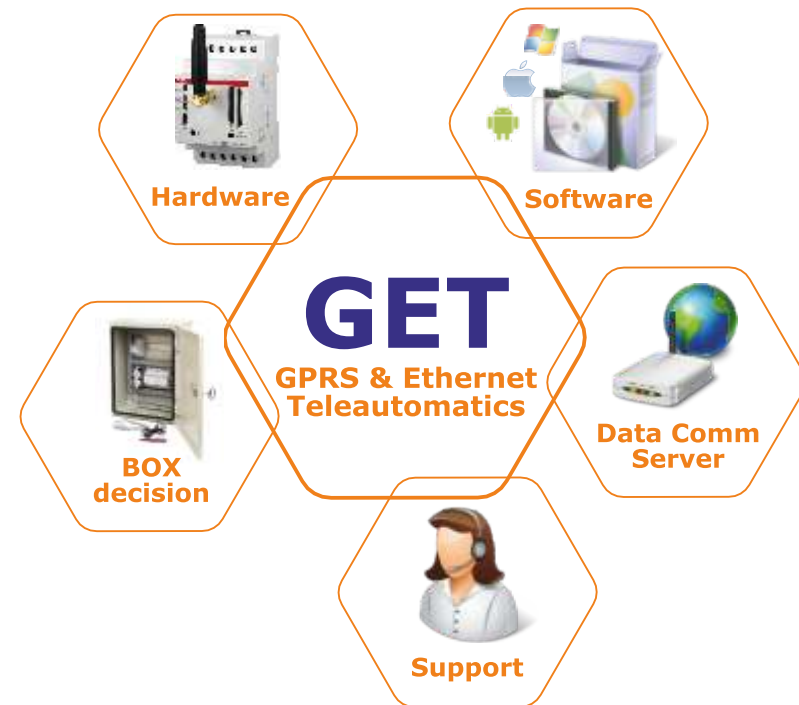 Hardware
Software
GET
GPRS & Ethernet
Teleautomatics
BOX
decision
Data Comm
Server
Support